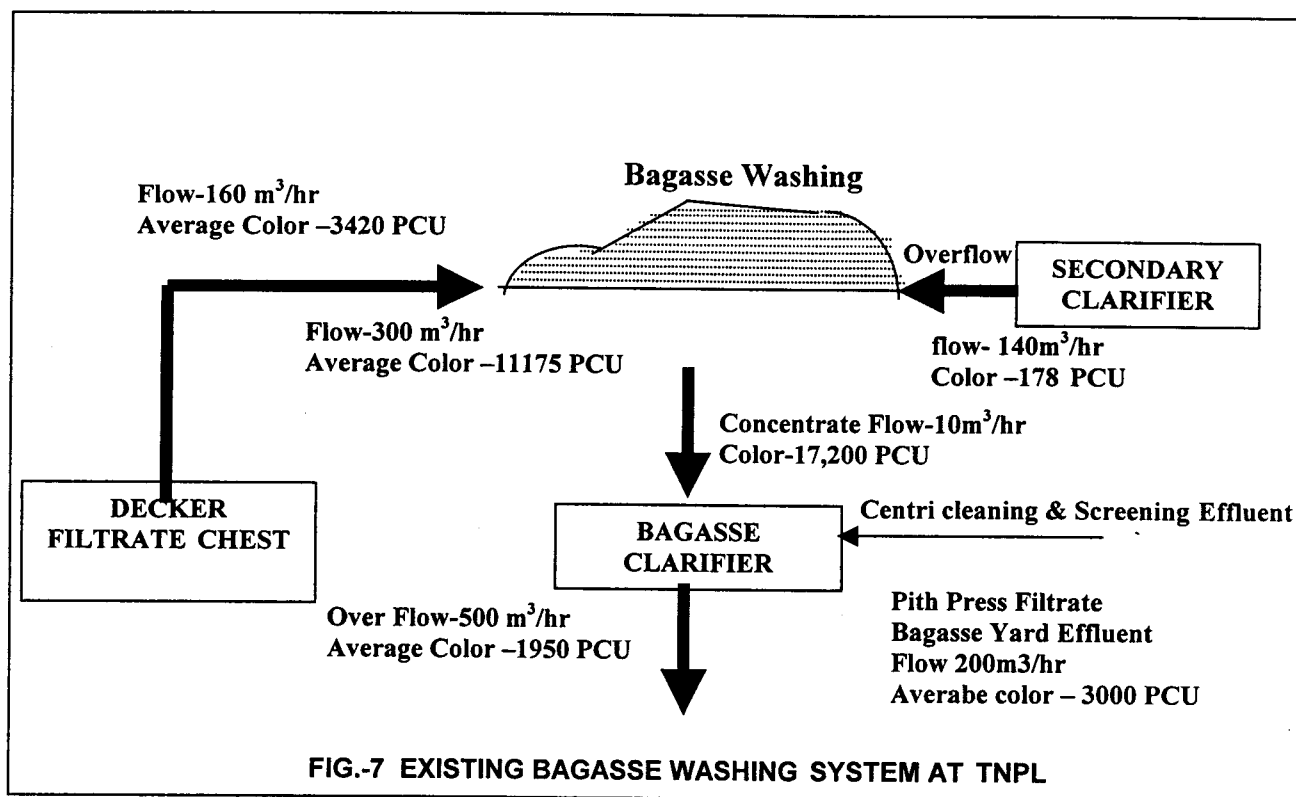 Bagasse Washing
Flow-160 m³/hr
Average Color –3420 PCU
Overflow
SECONDARY
CLARIFIER
Flow-300 m³/hr
Average Color –11175 PCU
flow- 140m³/hr
Color –178 PCU
Concentrate Flow-10m³/hr
Color-17,200 PCU
DECKER
FILTRATE CHEST
BAGASSE
CLARIFIER
Centri cleaning & Screening Effluent
Over Flow-500 m³/hr
Average Color –1950 PCU
Pith Press Filtrate
Bagasse Yard Effluent
Flow 200m3/hr
Averabe color – 3000 PCU
FIG.-7 EXISTING BAGASSE WASHING SYSTEM AT TNPL